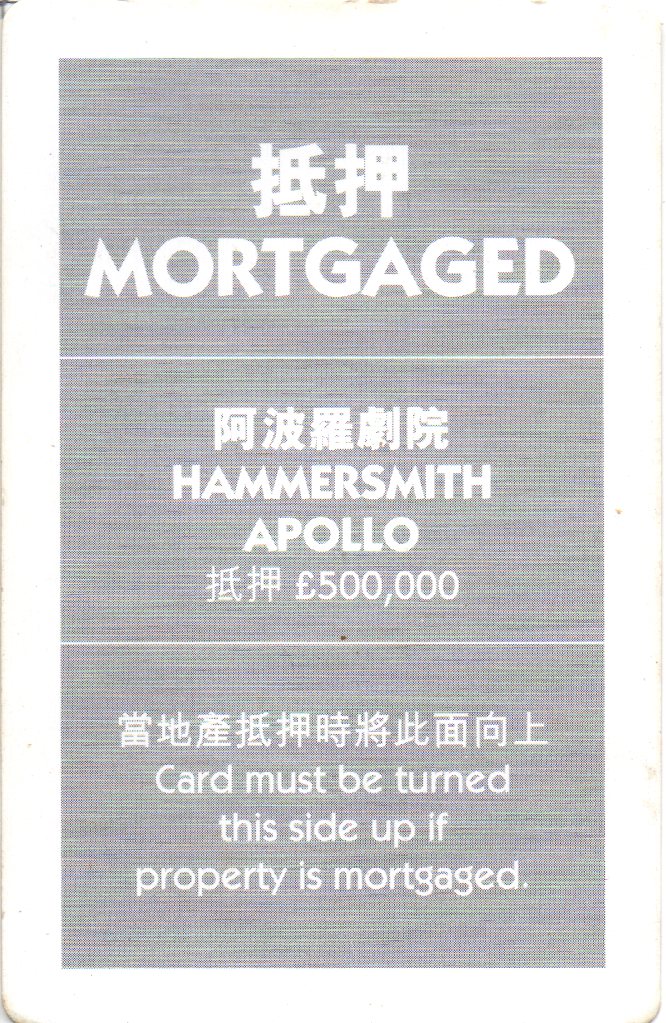 抵押
MORTGAGED
阿波羅劇院
HAMMERSMITH
APOLLO
抵押 £500,000
當地產抵押時將此面向上
Card must be turned
this side up if
property is mortgaged.